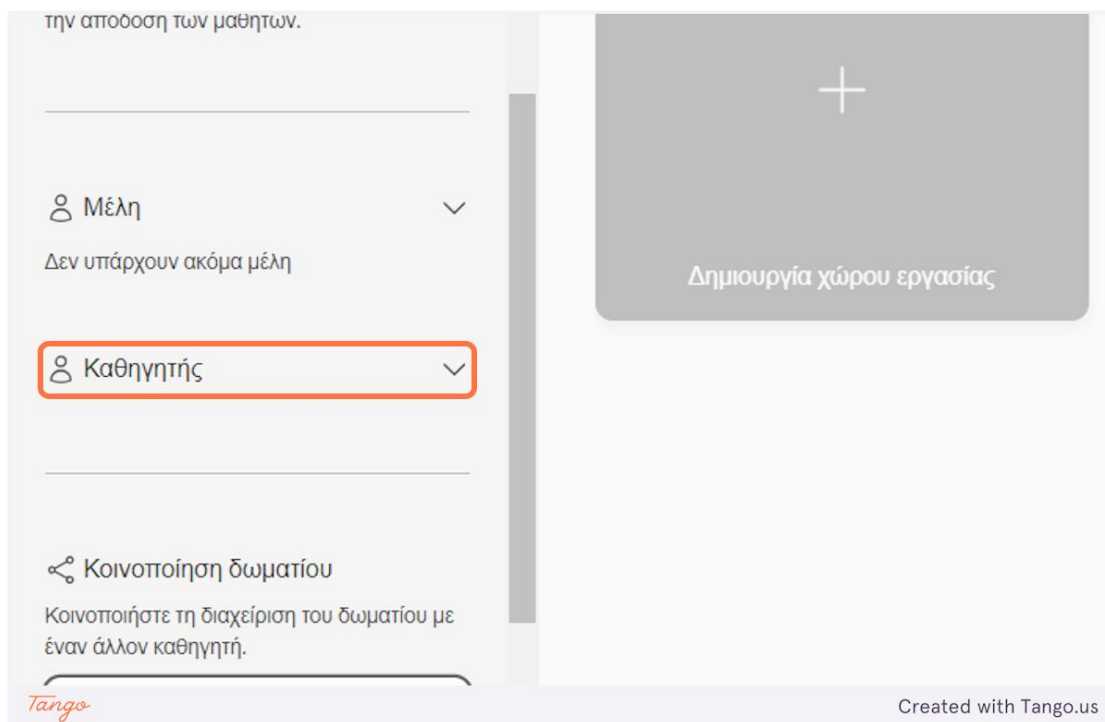 την απόδοση των μαθητών.
Μέλη
Δεν υπάρχουν ακόμα μέλη
Καθηγητής
Κοινοποίηση δωματίου
Κοινοποιήστε τη διαχείριση του δωματίου με
έναν άλλον καθηγητή.
Δημιουργία χώρου εργασίας
Tango
Created with Tango.us